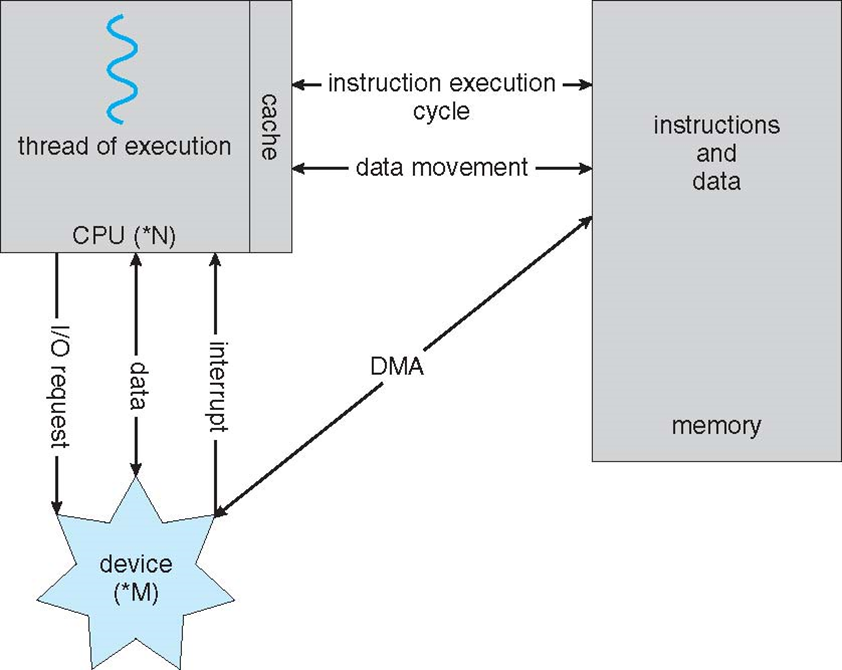 thread of execution
cache
CPU (*N)
instruction execution
cycle
data movement
instructions
and
data
memory
I/O request
data
interrupt
DMA
device
(*M)